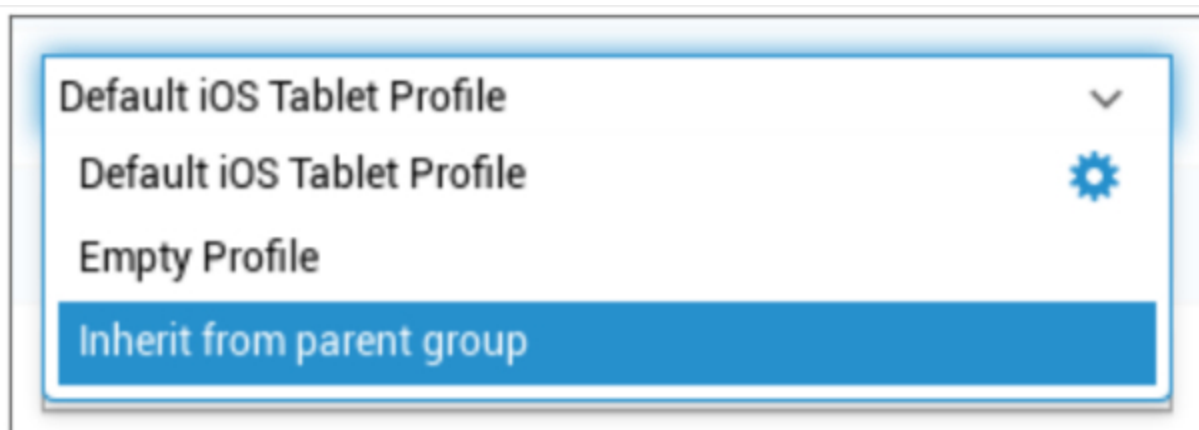 Default iOS Tablet Profile
Default iOS Tablet Profile
Empty Profile
Inherit from parent group